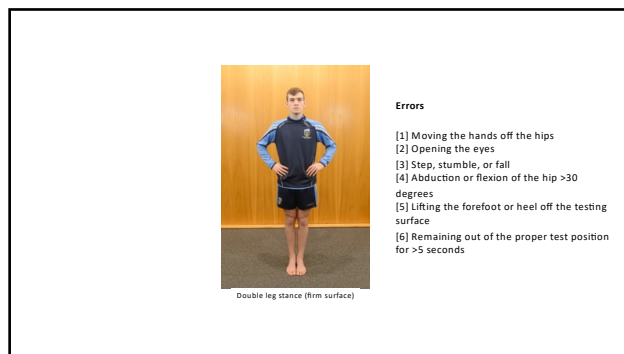 Errors
[1] Moving the hands off the hips
[2] Opening the eyes
[3] Step, stumble, or fall
[4] Abduction or flexion of the hip >30
degrees
[5] Lifting the forefoot or heel off the testing
surface
[6] Remaining out of the proper test position
for >5 seconds
Double leg stance (firm surface)